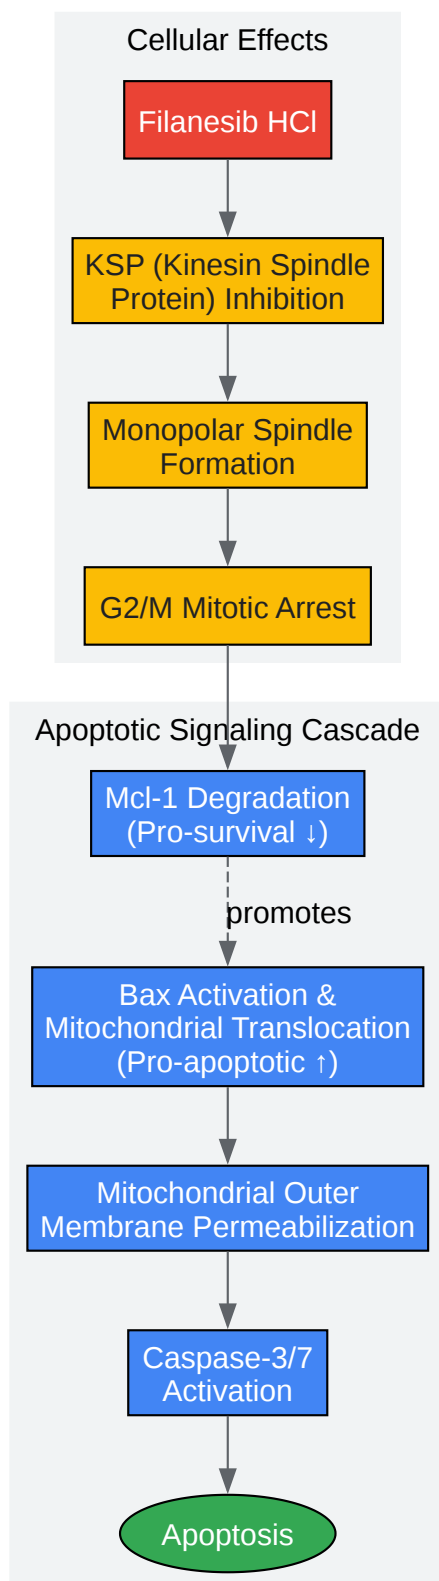 Cellular Effects
Filanesib HCl
KSP (Kinesin Spindle
Protein) Inhibition
Monopolar Spindle
Formation
G2/M Mitotic Arrest
Apoptotic Signaling Cascade
Mcl-1 Degradation
(Pro-survival ↓)
promotes
Bax Activation &
Mitochondrial Translocation
(Pro-apoptotic ↑)
Mitochondrial Outer
Membrane Permeabilization
Caspase-3/7
Activation
Apoptosis